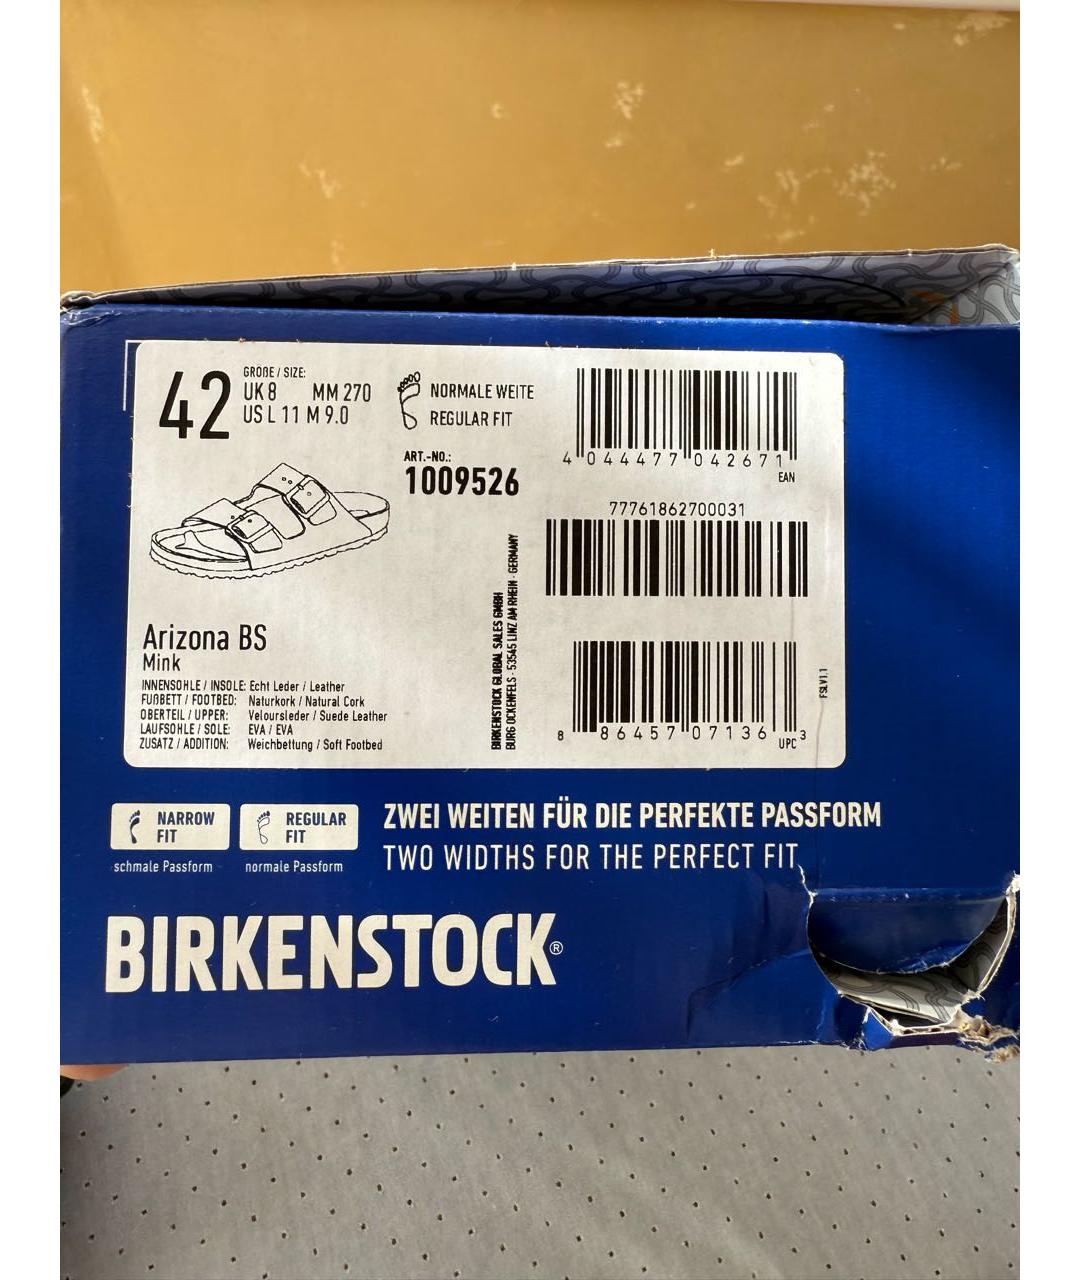 42
GRÖßE / SIZE:
UK 8 MM 270
US L 11 M 9.0
NORMALE WEITE
REGULAR FIT
ART.-NO.:
1009526
4 044477 042671
EAN
77761862700031
BIRKENSTOCK GLOBAL SALES GMBH
BURG OCKENFELS · 53545 LINZ AM RHEIN · GERMANY
FSLV1.1
8 86457 07136 3
UPC
Arizona BS
Mink
INNENSOHLE / INSOLE: Echt Leder / Leather
FUßBETT / FOOTBED: Naturkork / Natural Cork
OBERTEIL / UPPER: Veloursleder / Suede Leather
LAUFSOHLE / SOLE: EVA / EVA
ZUSATZ / ADDITION: Weichbettung / Soft Footbed
NARROW FIT
schmale Passform
REGULAR FIT
normale Passform
ZWEI WEITEN FÜR DIE PERFEKTE PASSFORM
TWO WIDTHS FOR THE PERFECT FIT
BIRKENSTOCK®